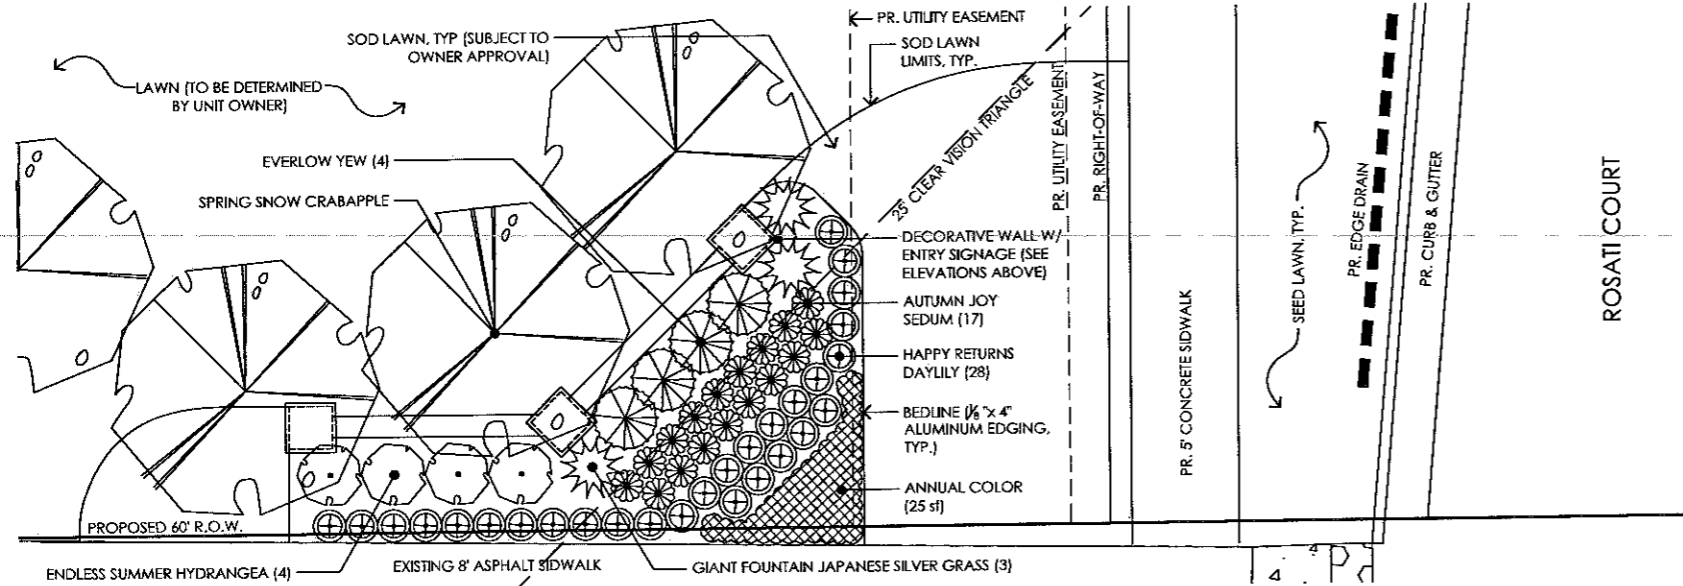 PR. UTILITY EASEMENT
SOD LAWN, TYP (SUBJECT TO
OWNER APPROVAL)
SOD LAWN
LIMITS, TYP.
LAWN (TO BE DETERMINED
BY UNIT OWNER)
25' CLEAR VISION TRIANGLE
PR. UTILITY EASEMENT
PR. RIGHT-OF-WAY
EVERLOW YEW (4)
SPRING SNOW CRABAPPLE
DECORATIVE WALL W/
ENTRY SIGNAGE (SEE
ELEVATIONS ABOVE)
AUTUMN JOY
SEDUM (17)
HAPPY RETURNS
DAYLILY (28)
BEDLINE (⅛"x 4"
ALUMINUM EDGING,
TYP.)
ANNUAL COLOR
(25 sf)
PR. 5' CONCRETE SIDWALK
SEED LAWN, TYP.
PR. EDGE DRAIN
PR. CURB & GUTTER
ROSATI COURT
PROPOSED 60' R.O.W.
ENDLESS SUMMER HYDRANGEA (4)
EXISTING 8' ASPHALT SIDWALK
GIANT FOUNTAIN JAPANESE SILVER GRASS (3)